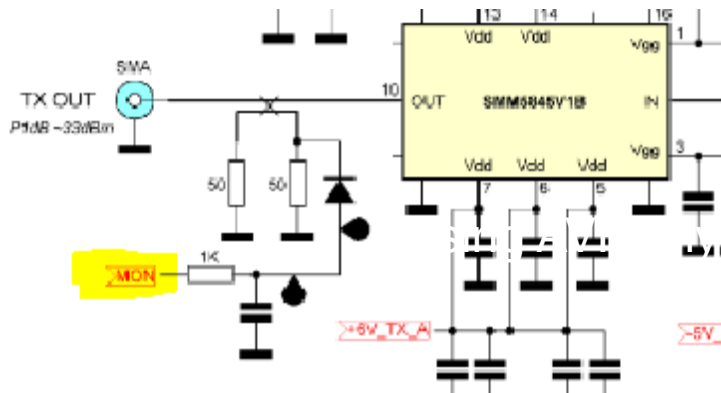 13 14 16
Vdd Vdd Vgg 1
SMA
TX OUT 10 OUT IN
P1dB ~33dBm
Vgg 3
Vdd Vdd Vdd
50 50 7 6 5
1K
MON
+6V_TX_A -5V_